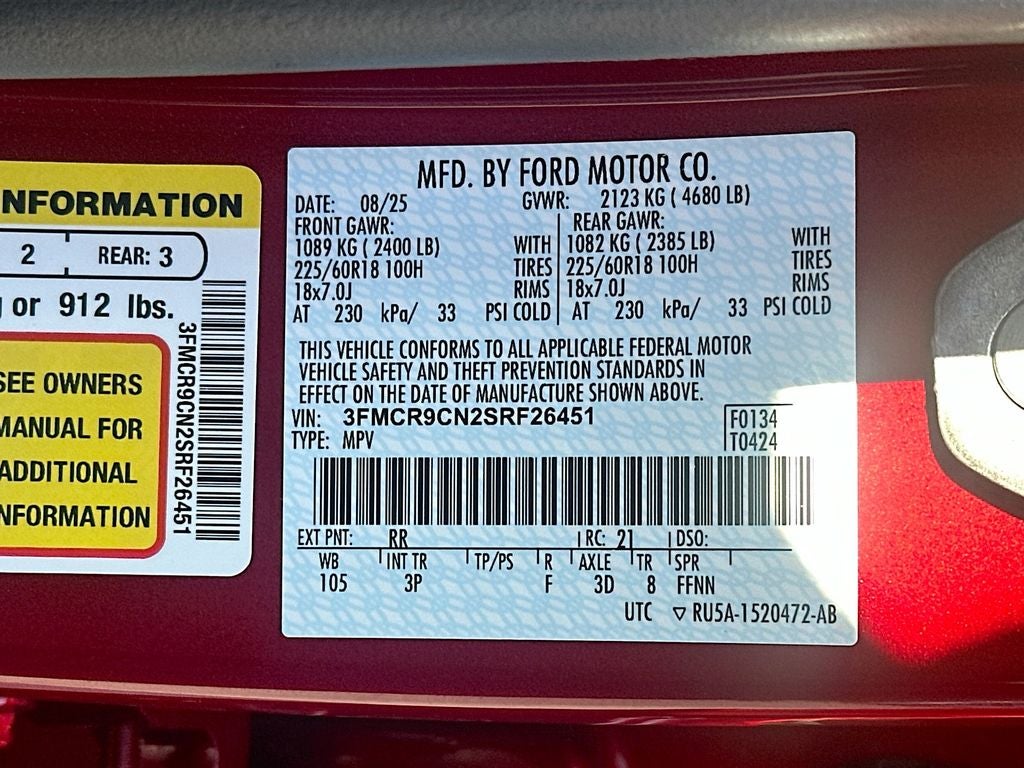 NFORMATION
2 REAR: 3
or 912 lbs.
SEE OWNERS
MANUAL FOR
ADDITIONAL
NFORMATION
3FMCR9CN2SRF26451
MFD. BY FORD MOTOR CO.
DATE: 08/25 GVWR: 2123 KG ( 4680 LB)
FRONT GAWR: REAR GAWR:
1089 KG ( 2400 LB) WITH 1082 KG ( 2385 LB) WITH
225/60R18 100H TIRES 225/60R18 100H TIRES
18x7.0J RIMS 18x7.0J RIMS
AT 230 kPa/ 33 PSI COLD AT 230 kPa/ 33 PSI COLD
THIS VEHICLE CONFORMS TO ALL APPLICABLE FEDERAL MOTOR
VEHICLE SAFETY AND THEFT PREVENTION STANDARDS IN
EFFECT ON THE DATE OF MANUFACTURE SHOWN ABOVE.
VIN: 3FMCR9CN2SRF26451 F0134
TYPE: MPV T0424
EXT PNT: RR RC: 21 DSO:
WB INT TR TP/PS R AXLE TR SPR
105 3P F 3D 8 FFNN
UTC ▽ RU5A-1520472-AB